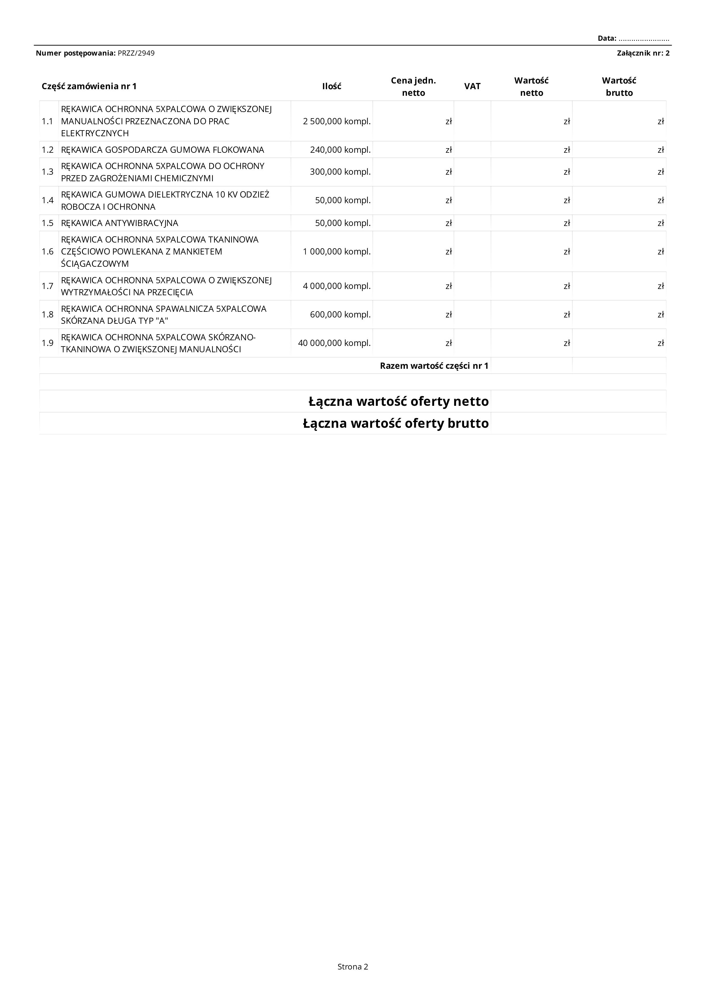 Data: ........................
Numer postępowania: PRZZ/2949 Załącznik nr: 2
Część zamówienia nr 1 Ilość Cena jedn. netto VAT Wartość netto Wartość brutto
1.1 RĘKAWICA OCHRONNA 5XPALCOWA O ZWIĘKSZONEJ
MANUALNOŚCI PRZEZNACZONA DO PRAC
ELEKTRYCZNYCH 2 500,000 kompl. zł zł zł
1.2 RĘKAWICA GOSPODARCZA GUMOWA FLOKOWANA 240,000 kompl. zł zł zł
1.3 RĘKAWICA OCHRONNA 5XPALCOWA DO OCHRONY
PRZED ZAGROŻENIAMI CHEMICZNYMI 300,000 kompl. zł zł zł
1.4 RĘKAWICA GUMOWA DIELEKTRYCZNA 10 KV ODZIEŻ
ROBOCZA I OCHRONNA 50,000 kompl. zł zł zł
1.5 RĘKAWICA ANTYWIBRACYJNA 50,000 kompl. zł zł zł
1.6 RĘKAWICA OCHRONNA 5XPALCOWA TKANINOWA
CZĘŚCIOWO POWLEKANA Z MANKIETEM
ŚCIĄGACZOWYM 1 000,000 kompl. zł zł zł
1.7 RĘKAWICA OCHRONNA 5XPALCOWA O ZWIĘKSZONEJ
WYTRZYMAŁOŚCI NA PRZECIĘCIA 4 000,000 kompl. zł zł zł
1.8 RĘKAWICA OCHRONNA SPAWALNICZA 5XPALCOWA
SKÓRZANA DŁUGA TYP "A" 600,000 kompl. zł zł zł
1.9 RĘKAWICA OCHRONNA 5XPALCOWA SKÓRZANO-
TKANINOWA O ZWIĘKSZONEJ MANUALNOŚCI 40 000,000 kompl. zł zł zł
Razem wartość części nr 1
Łączna wartość oferty netto
Łączna wartość oferty brutto
Strona 2